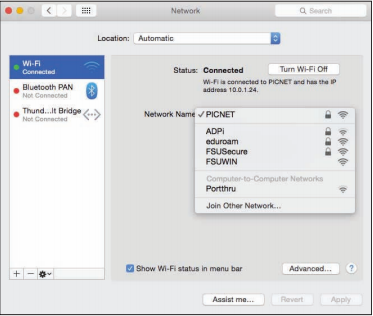 Network
Search
Location: Automatic
Wi-Fi
Connected
Bluetooth PAN
Not Connected
Thund...lt Bridge
Not Connected
Status: Connected
Turn Wi-Fi Off
Wi-Fi is connected to PICNET and has the IP
address 10.0.1.24.
Network Name
✓ PICNET
ADPi
eduroam
FSUSecure
FSUWIN
Computer-to-Computer Networks
Portthru
Join Other Network...
Show Wi-Fi status in menu bar
Advanced...
?
Assist me...
Revert
Apply